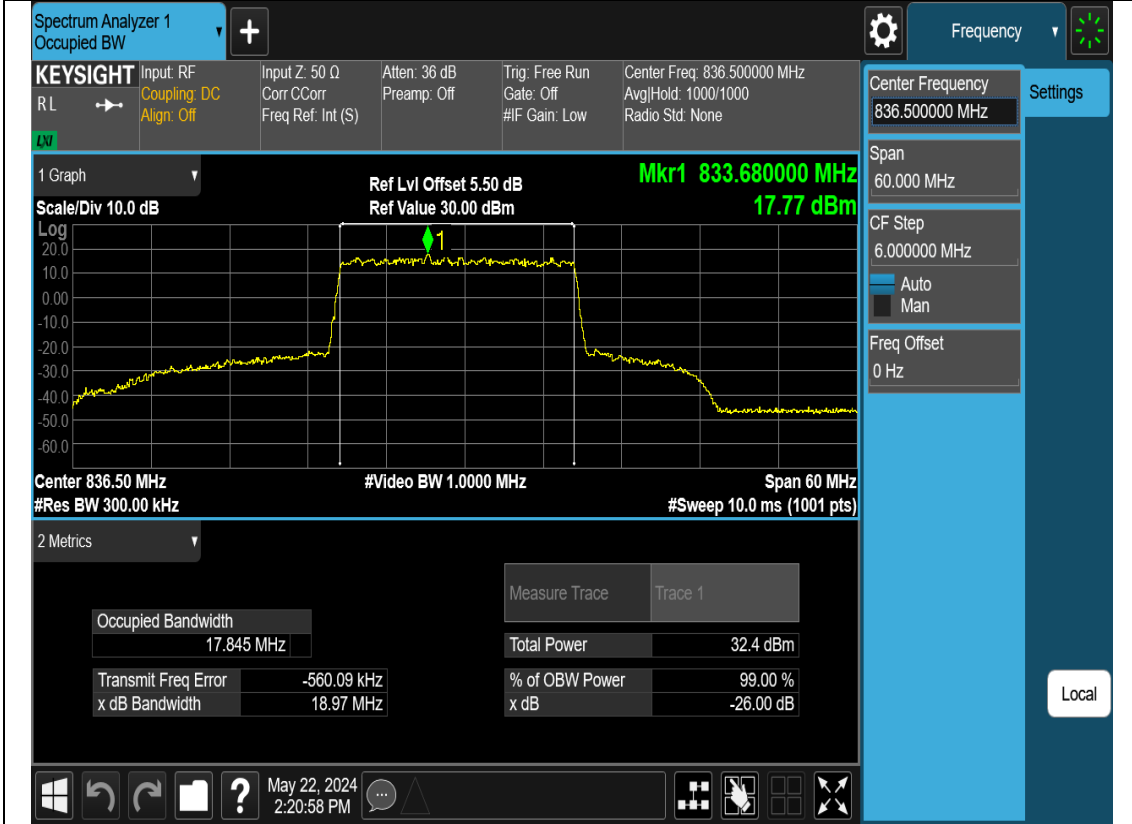 Spectrum Analyzer 1
Occupied BW
+
Frequency
KEYSIGHT
RL
LXI
Input: RF
Coupling: DC
Align: Off
Input Z: 50 Ω
Corr CCorr
Freq Ref: Int (S)
Atten: 36 dB
Preamp: Off
Trig: Free Run
Gate: Off
#IF Gain: Low
Center Freq: 836.500000 MHz
Avg|Hold: 1000/1000
Radio Std: None
Center Frequency
836.500000 MHz
Settings
Span
60.000 MHz
CF Step
6.000000 MHz
Auto
Man
Freq Offset
0 Hz
Local
1 Graph
Scale/Div 10.0 dB
Ref Lvl Offset 5.50 dB
Ref Value 30.00 dBm
Mkr1 833.680000 MHz
17.77 dBm
Log
1
20.0
10.0
0.00
-10.0
-20.0
-30.0
-40.0
-50.0
-60.0
Center 836.50 MHz
#Video BW 1.0000 MHz
Span 60 MHz
#Res BW 300.00 kHz
#Sweep 10.0 ms (1001 pts)
2 Metrics
Measure Trace
Trace 1
Occupied Bandwidth
17.845 MHz
Total Power
32.4 dBm
Transmit Freq Error
-560.09 kHz
% of OBW Power
99.00 %
x dB Bandwidth
18.97 MHz
x dB
-26.00 dB
?
May 22, 2024
2:20:58 PM